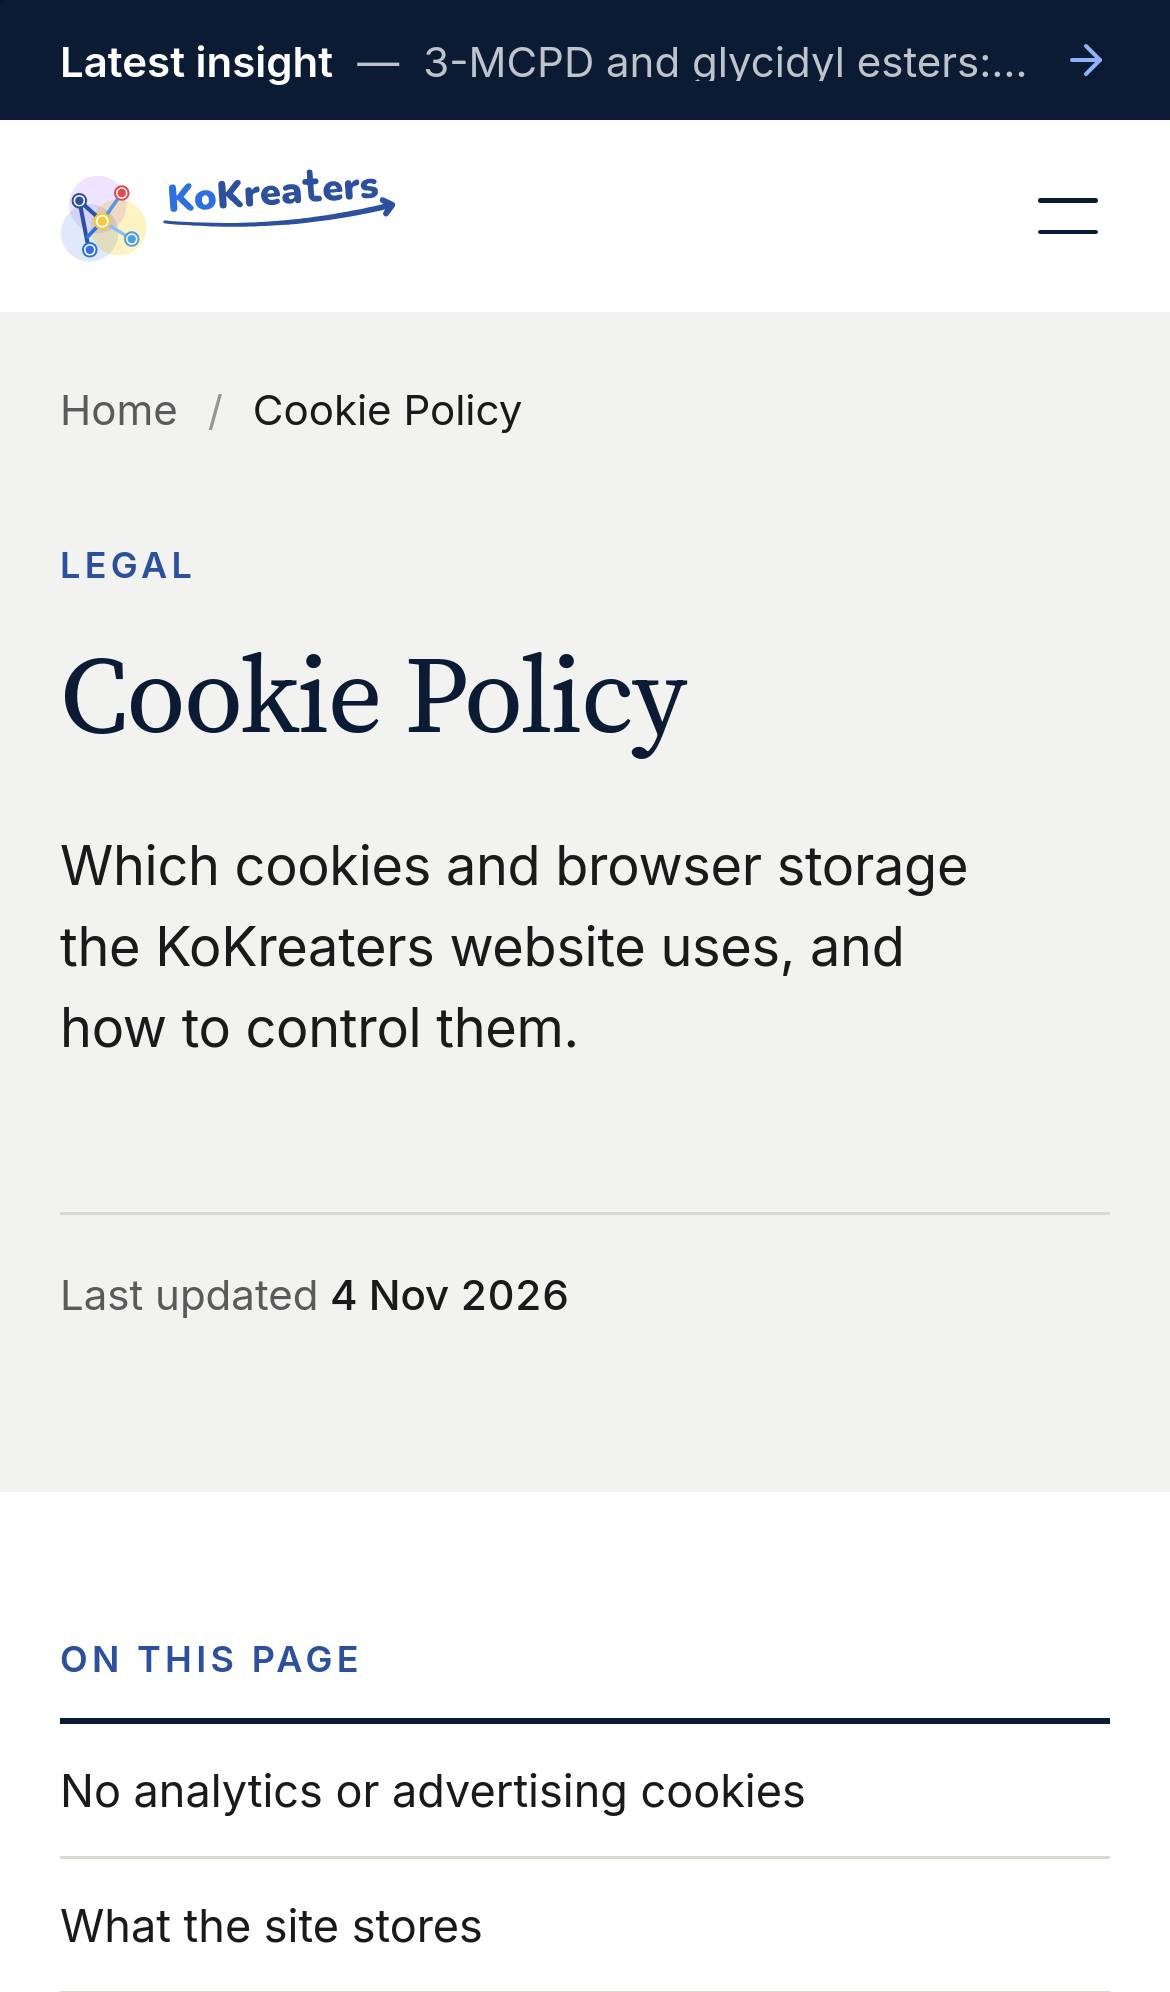 Latest insight — 3-MCPD and glycidyl esters:...
KoKreaters
Home / Cookie Policy
LEGAL
Cookie Policy
Which cookies and browser storage
the KoKreaters website uses, and
how to control them.
Last updated 4 Nov 2026
ON THIS PAGE
No analytics or advertising cookies
What the site stores